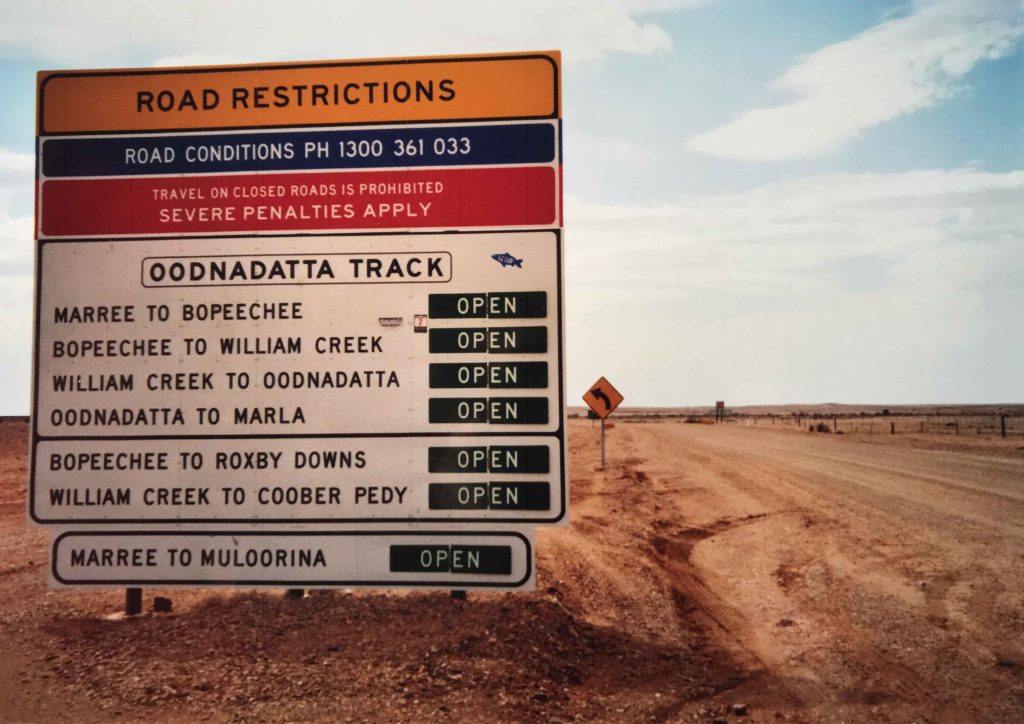 ROAD RESTRICTIONS
ROAD CONDITIONS PH 1300 361 033
TRAVEL ON CLOSED ROADS IS PROHIBITED
SEVERE PENALTIES APPLY
OODNADATTA TRACK
MARREE TO BOPEECHEE OPEN
BOPEECHEE TO WILLIAM CREEK OPEN
WILLIAM CREEK TO OODNADATTA OPEN
OODNADATTA TO MARLA OPEN
BOPEECHEE TO ROXBY DOWNS OPEN
WILLIAM CREEK TO COOBER PEDY OPEN
MARREE TO MULOORINA OPEN